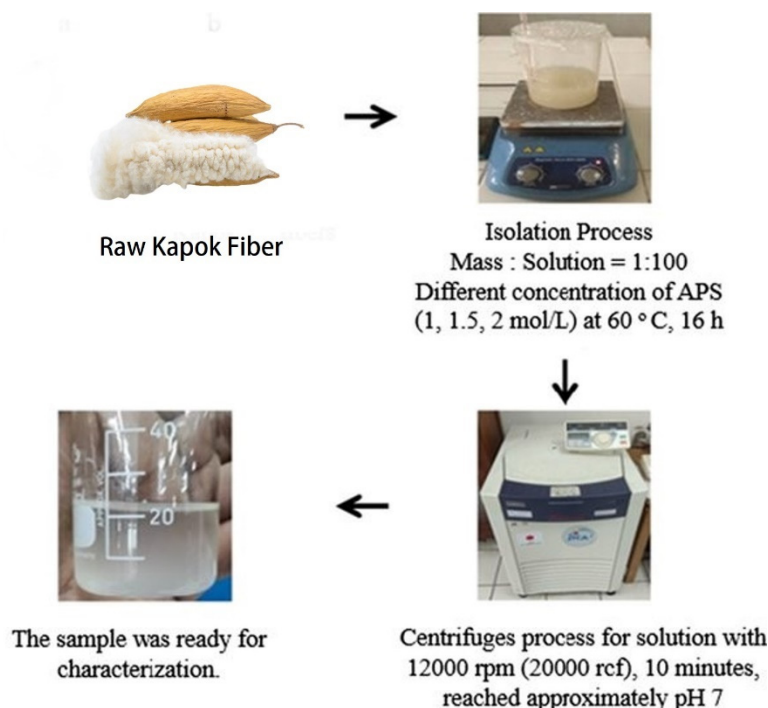 Raw Kapok Fiber
Isolation Process
Mass : Solution = 1:100
Different concentration of APS
(1, 1.5, 2 mol/L) at 60 °C, 16 h
40
20
The sample was ready for
characterization.
Centrifuges process for solution with
12000 rpm (20000 rcf), 10 minutes,
reached approximately pH 7